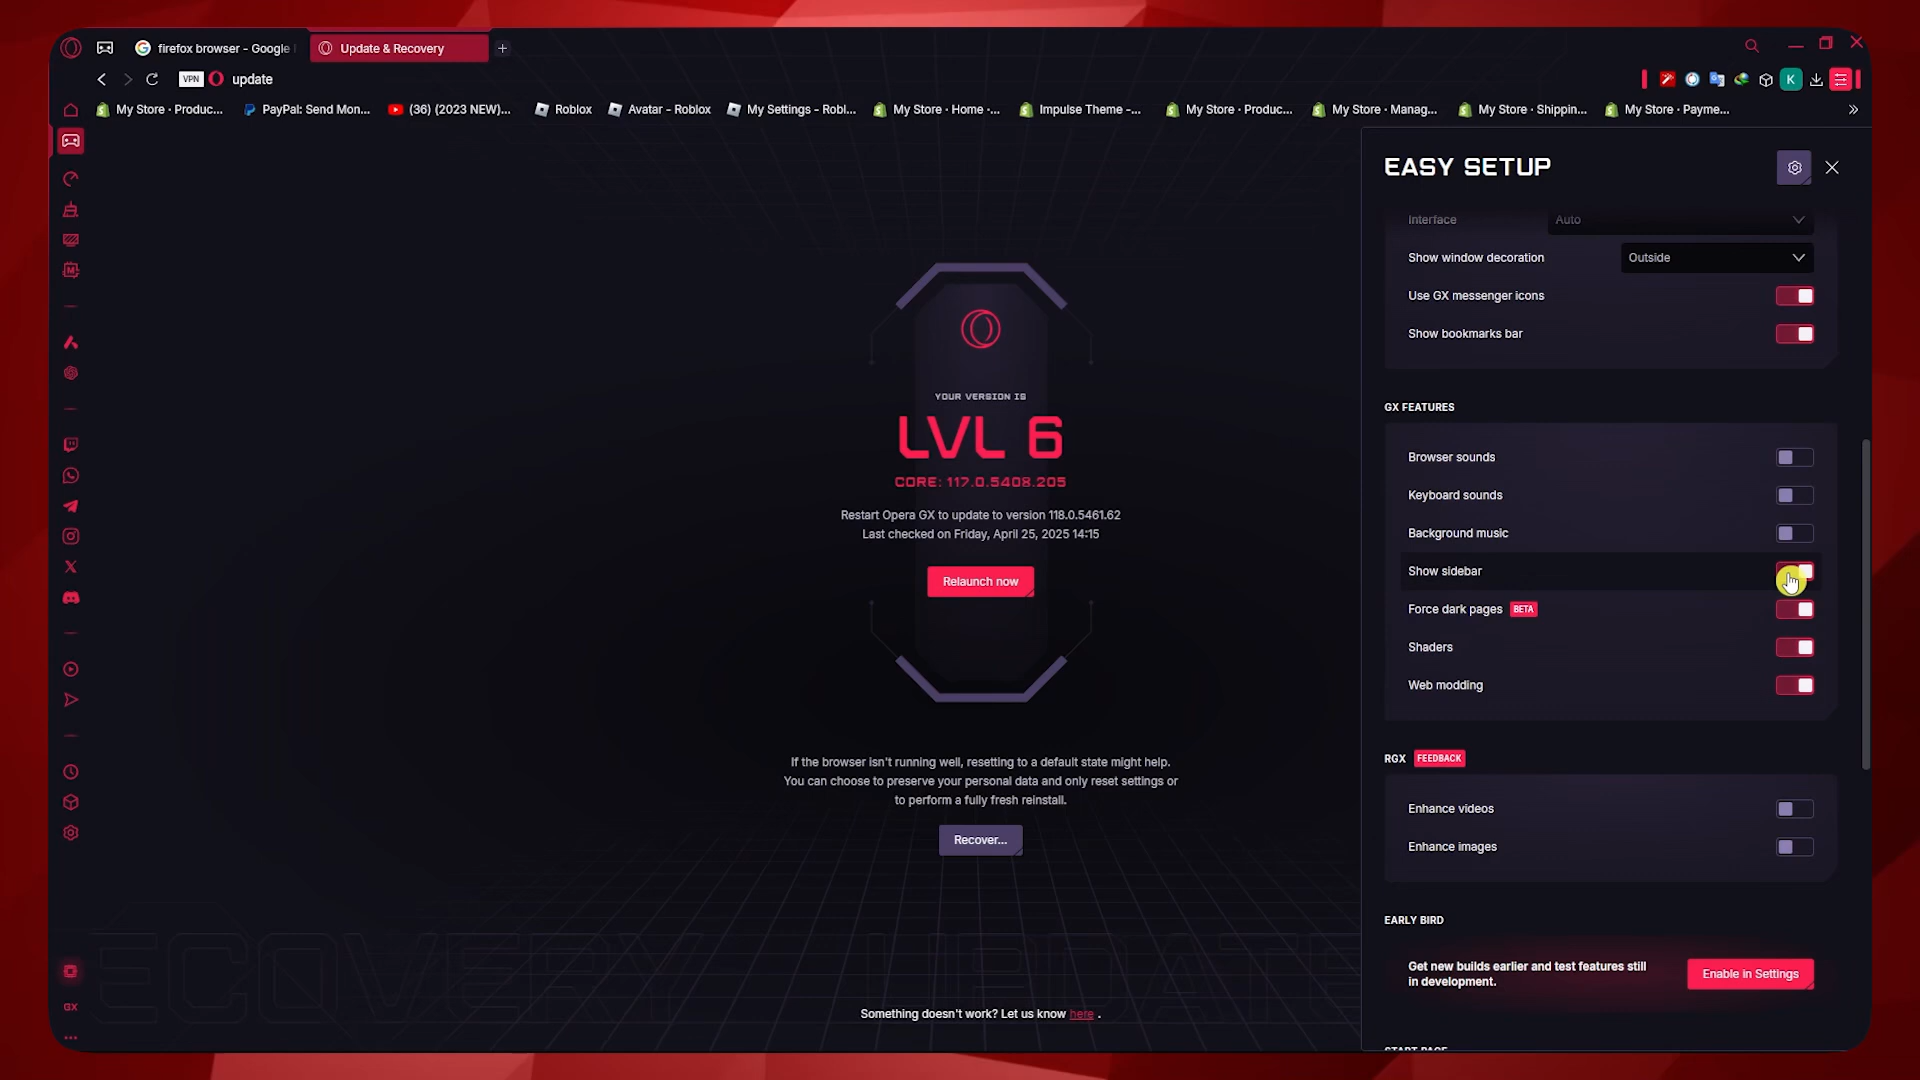 firefox browser - Google
Update & Recovery
VPN
update
K
My Store · Produc...
PayPal: Send Mon...
(36) (2023 NEW)...
Roblox
Avatar - Roblox
My Settings - Robl...
My Store · Home ·...
Impulse Theme –...
My Store · Produc...
My Store · Manag...
My Store · Shippin...
My Store · Payme...
EASY SETUP
Interface
Auto
Show window decoration
Outside
Use GX messenger icons
Show bookmarks bar
GX FEATURES
Browser sounds
Keyboard sounds
Background music
Show sidebar
Force dark pages BETA
Shaders
Web modding
RGX FEEDBACK
Enhance videos
Enhance images
EARLY BIRD
Get new builds earlier and test features still
in development.
Enable in Settings
START PAGE
YOUR VERSION IS
LVL 6
CORE: 117.0.5408.205
Restart Opera GX to update to version 118.0.5461.62
Last checked on Friday, April 25, 2025 14:15
Relaunch now
If the browser isn't running well, resetting to a default state might help.
You can choose to preserve your personal data and only reset settings or
to perform a fully fresh reinstall.
Recover...
ECOVERY UPDATE
Something doesn't work? Let us know here .
GX